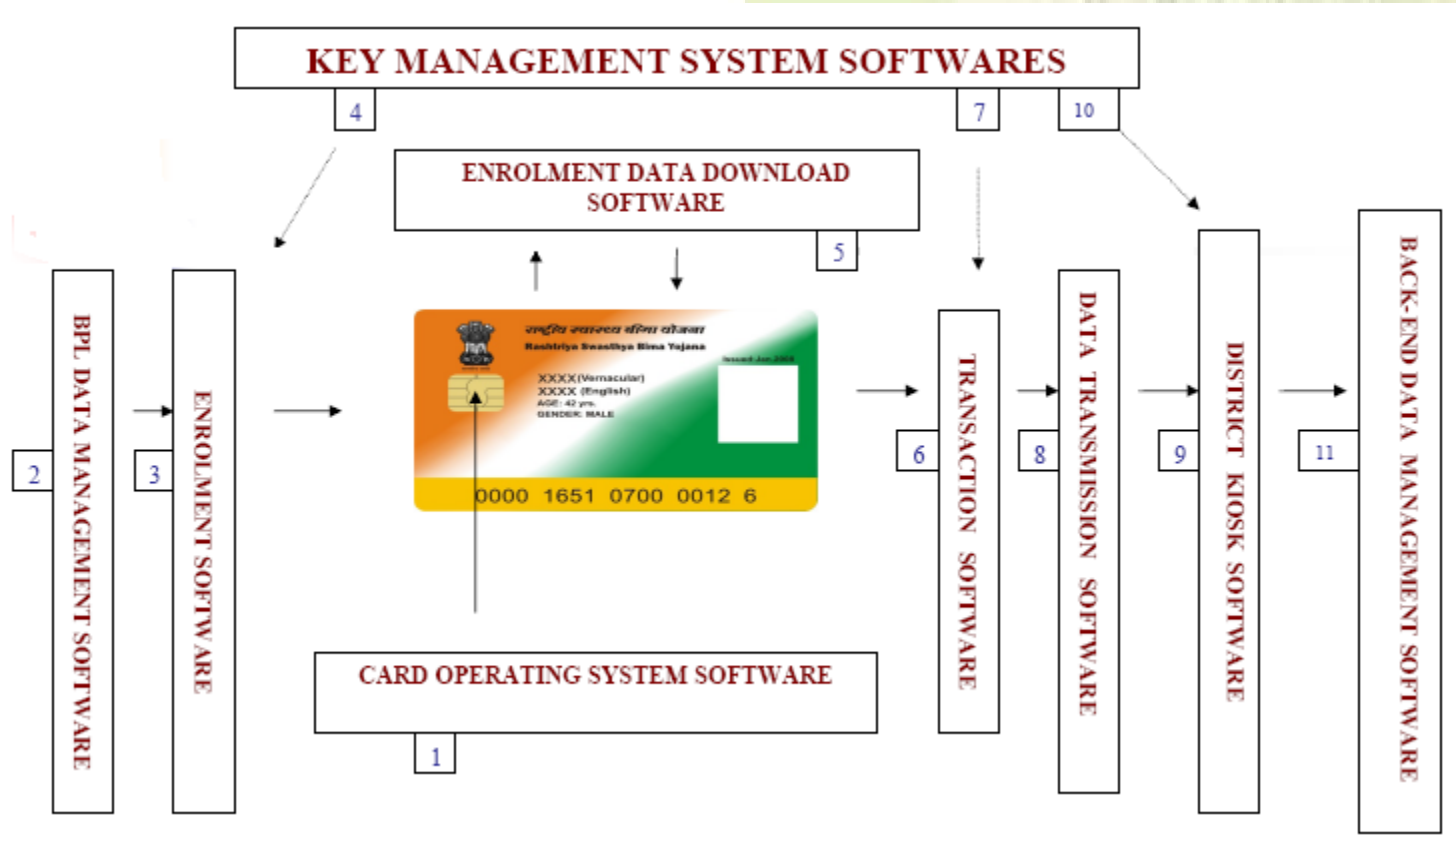 KEY MANAGEMENT SYSTEM SOFTWARES
4
7
10
ENROLMENT DATA DOWNLOAD
SOFTWARE
5
BPL DATA MANAGEMENT SOFTWARE
2
ENROLMENT SOFTWARE
3
राष्ट्रीय स्वास्थ्य बीमा योजना
Rashtriya Swasthya Bima Yojana
Issued: Jan 2008
XXXX(Vernacular)
XXXX (English)
AGE: 42 yrs.
GENDER: MALE
0000 1651 0700 0012 6
CARD OPERATING SYSTEM SOFTWARE
1
TRANSACTION SOFTWARE
6
DATA TRANSMISSION SOFTWARE
8
DISTRICT KIOSK SOFTWARE
9
BACK-END DATA MANAGEMENT SOFTWARE
11